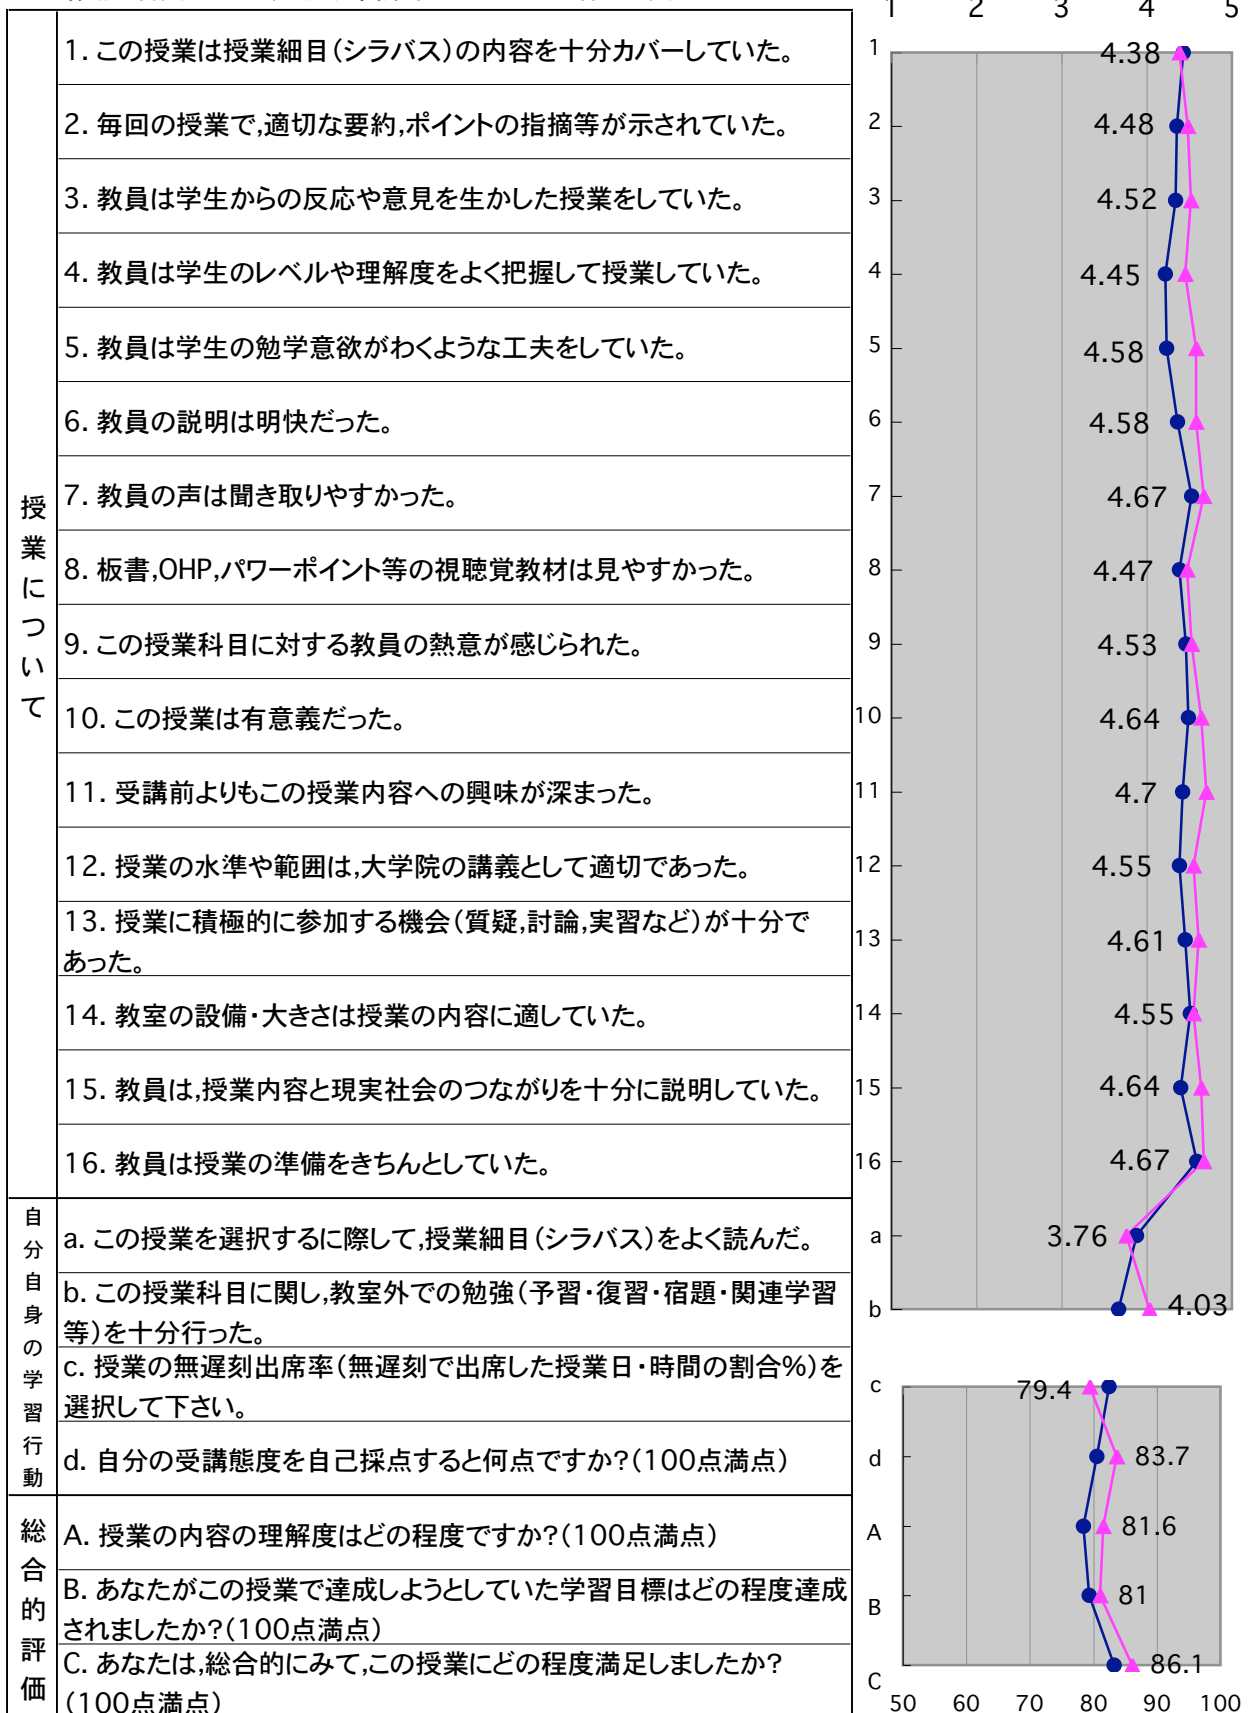 1 2 3 4 5
授業について
1. この授業は授業細目(シラバス)の内容を十分カバーしていた。
2. 毎回の授業で,適切な要約,ポイントの指摘等が示されていた。
3. 教員は学生からの反応や意見を生かした授業をしていた。
4. 教員は学生のレベルや理解度をよく把握して授業していた。
5. 教員は学生の勉学意欲がわくような工夫をしていた。
6. 教員の説明は明快だった。
7. 教員の声は聞き取りやすかった。
8. 板書,OHP,パワーポイント等の視聴覚教材は見やすかった。
9. この授業科目に対する教員の熱意が感じられた。
10. この授業は有意義だった。
11. 受講前よりもこの授業内容への興味が深まった。
12. 授業の水準や範囲は,大学院の講義として適切であった。
13. 授業に積極的に参加する機会(質疑,討論,実習など)が十分で
あった。
14. 教室の設備・大きさは授業の内容に適していた。
15. 教員は,授業内容と現実社会のつながりを十分に説明していた。
16. 教員は授業の準備をきちんとしていた。
自分自身の学習行動
a. この授業を選択するに際して,授業細目(シラバス)をよく読んだ。
b. この授業科目に関し,教室外での勉強(予習・復習・宿題・関連学習
等)を十分行った。
c. 授業の無遅刻出席率(無遅刻で出席した授業日・時間の割合%)を
選択して下さい。
d. 自分の受講態度を自己採点すると何点ですか?(100点満点)
総合的評価
A. 授業の内容の理解度はどの程度ですか?(100点満点)
B. あなたがこの授業で達成しようとしていた学習目標はどの程度達成
されましたか?(100点満点)
C. あなたは,総合的にみて,この授業にどの程度満足しましたか?
(100点満点)
1 4.38
2 4.48
3 4.52
4 4.45
5 4.58
6 4.58
7 4.67
8 4.47
9 4.53
10 4.64
11 4.7
12 4.55
13 4.61
14 4.55
15 4.64
16 4.67
a 3.76
b 4.03
c 79.4
d 83.7
A 81.6
B 81
C 86.1
50 60 70 80 90 100